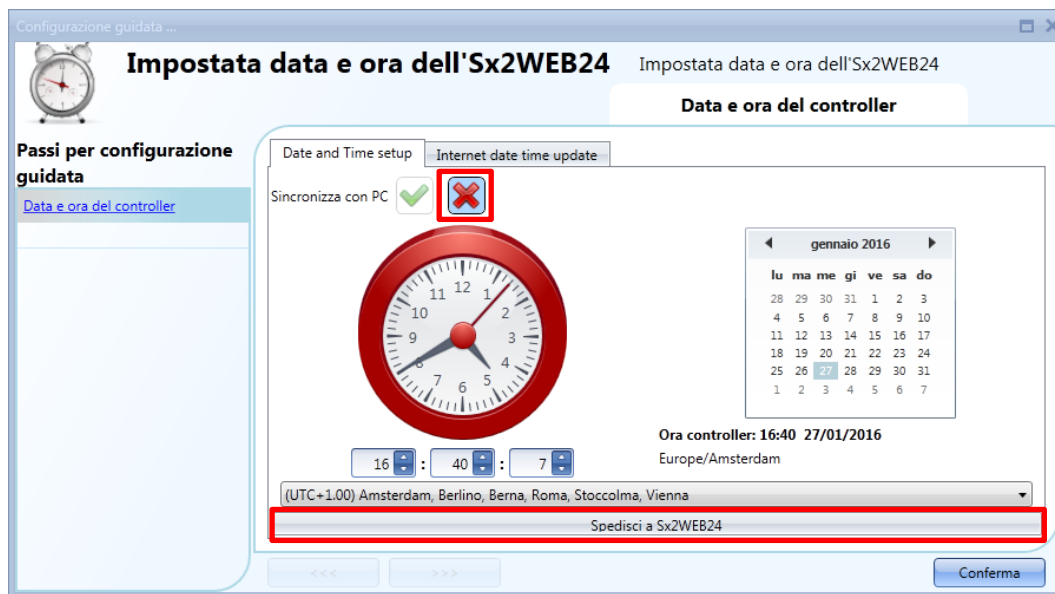 Configurazione guidata ...
Impostata data e ora dell'Sx2WEB24
Impostata data e ora dell'Sx2WEB24
Data e ora del controller
Passi per configurazione
guidata
Data e ora del controller
Date and Time setup
Internet date time update
Sincronizza con PC
12
1
2
3
4
5
6
7
8
9
10
11
gennaio 2016
lu ma me gi ve sa do
28 29 30 31 1 2 3
4 5 6 7 8 9 10
11 12 13 14 15 16 17
18 19 20 21 22 23 24
25 26 27 28 29 30 31
1 2 3 4 5 6 7
Ora controller: 16:40 27/01/2016
Europe/Amsterdam
16 : 40 : 7
(UTC+1.00) Amsterdam, Berlino, Berna, Roma, Stoccolma, Vienna
Spedisci a Sx2WEB24
<<<
>>>
Conferma